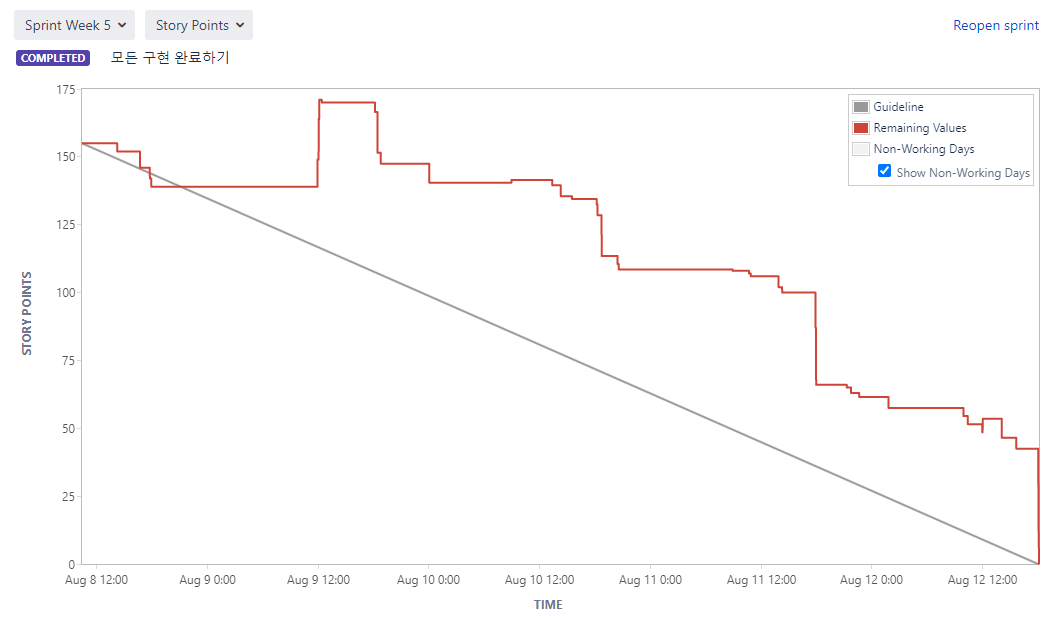 Sprint Week 5 Story Points Reopen sprint
COMPLETED 모든 구현 완료하기
175
Guideline
Remaining Values
Non-Working Days
Show Non-Working Days
150
125
100
75
50
25
0
STORY POINTS
Aug 8 12:00 Aug 9 0:00 Aug 9 12:00 Aug 10 0:00 Aug 10 12:00 Aug 11 0:00 Aug 11 12:00 Aug 12 0:00 Aug 12 12:00
TIME